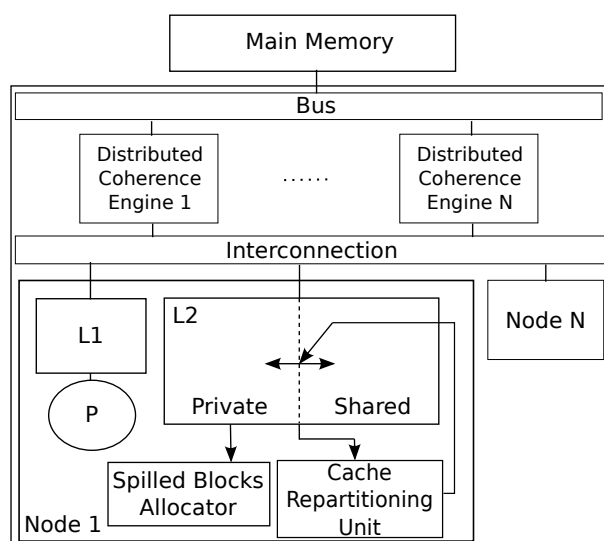 Main Memory
Bus
Distributed
Coherence
Engine 1
......
Distributed
Coherence
Engine N
Interconnection
L1
P
L2
Private
Shared
Node N
Spilled Blocks
Allocator
Cache
Repartitioning
Unit
Node 1